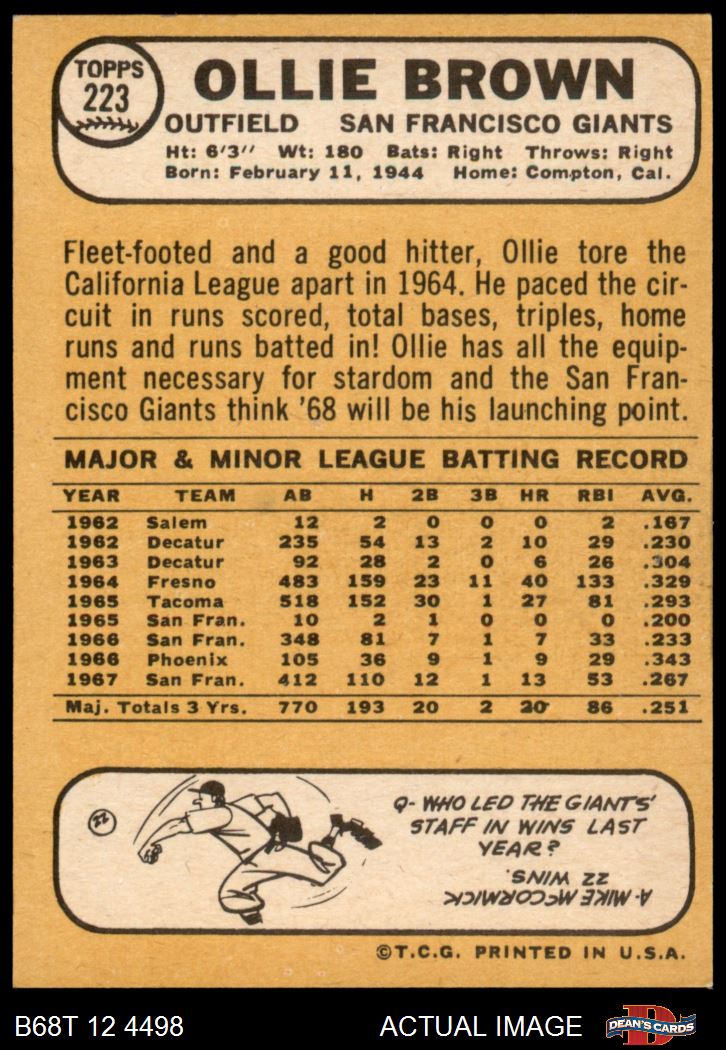 TOPPS
223
OLLIE BROWN
OUTFIELD SAN FRANCISCO GIANTS
Ht: 6'3" Wt: 180 Bats: Right Throws: Right
Born: February 11, 1944 Home: Compton, Cal.
Fleet-footed and a good hitter, Ollie tore the
California League apart in 1964. He paced the cir-
cuit in runs scored, total bases, triples, home
runs and runs batted in! Ollie has all the equip-
ment necessary for stardom and the San Fran-
cisco Giants think '68 will be his launching point.
MAJOR & MINOR LEAGUE BATTING RECORD
YEAR TEAM AB H 2B 3B HR RBI AVG.
1962 Salem 12 2 0 0 0 2 .167
1962 Decatur 235 54 13 2 10 29 .230
1963 Decatur 92 28 2 0 6 26 .304
1964 Fresno 483 159 23 11 40 133 .329
1965 Tacoma 518 152 30 1 27 81 .293
1965 San Fran. 10 2 1 0 0 0 .200
1966 San Fran. 348 81 7 1 7 33 .233
1966 Phoenix 105 36 9 1 9 29 .343
1967 San Fran. 412 110 12 1 13 53 .267
Maj. Totals 3 Yrs. 770 193 20 2 20 86 .251
22
Q- WHO LED THE GIANTS'
STAFF IN WINS LAST
YEAR?
A- MIKE McCORMICK
22 WINS.
©T.C.G. PRINTED IN U.S.A.
B68T 12 4498 ACTUAL IMAGE
D
DEAN'S CARDS